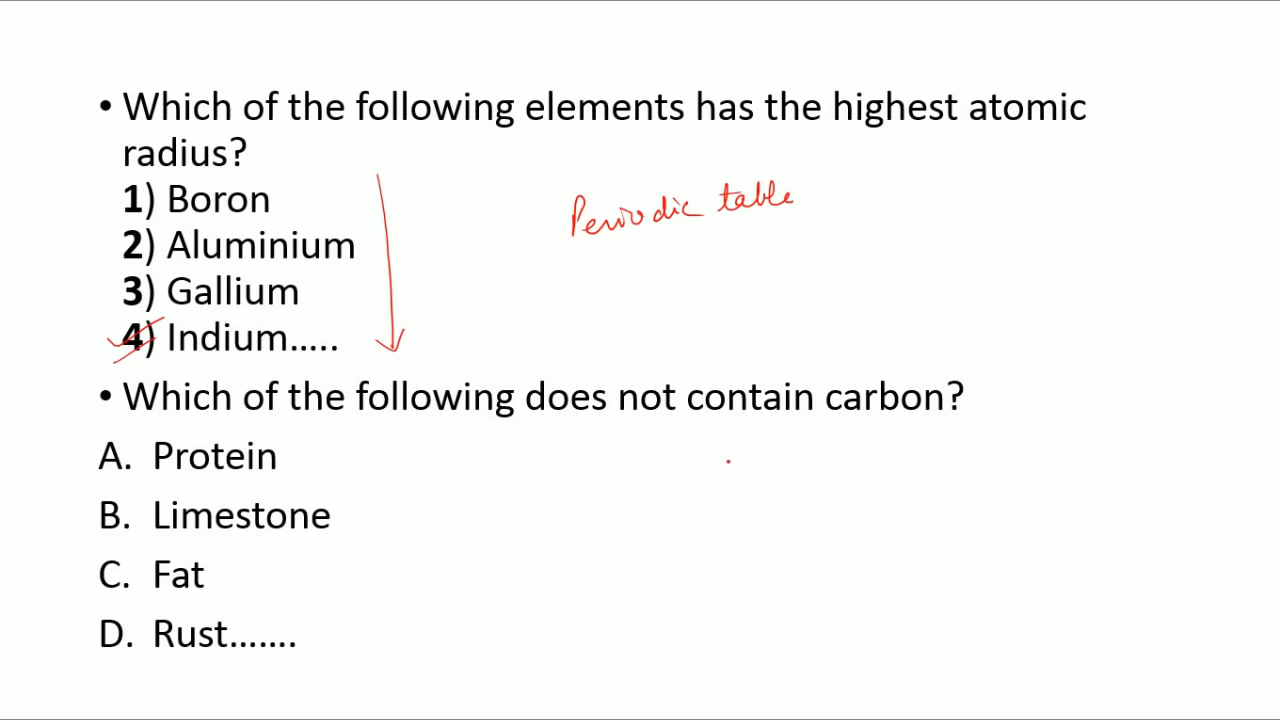 • Which of the following elements has the highest atomic
radius?
1) Boron
Periodic table
2) Aluminium
3) Gallium
4) Indium.....
• Which of the following does not contain carbon?
A. Protein
B. Limestone
C. Fat
D. Rust.......